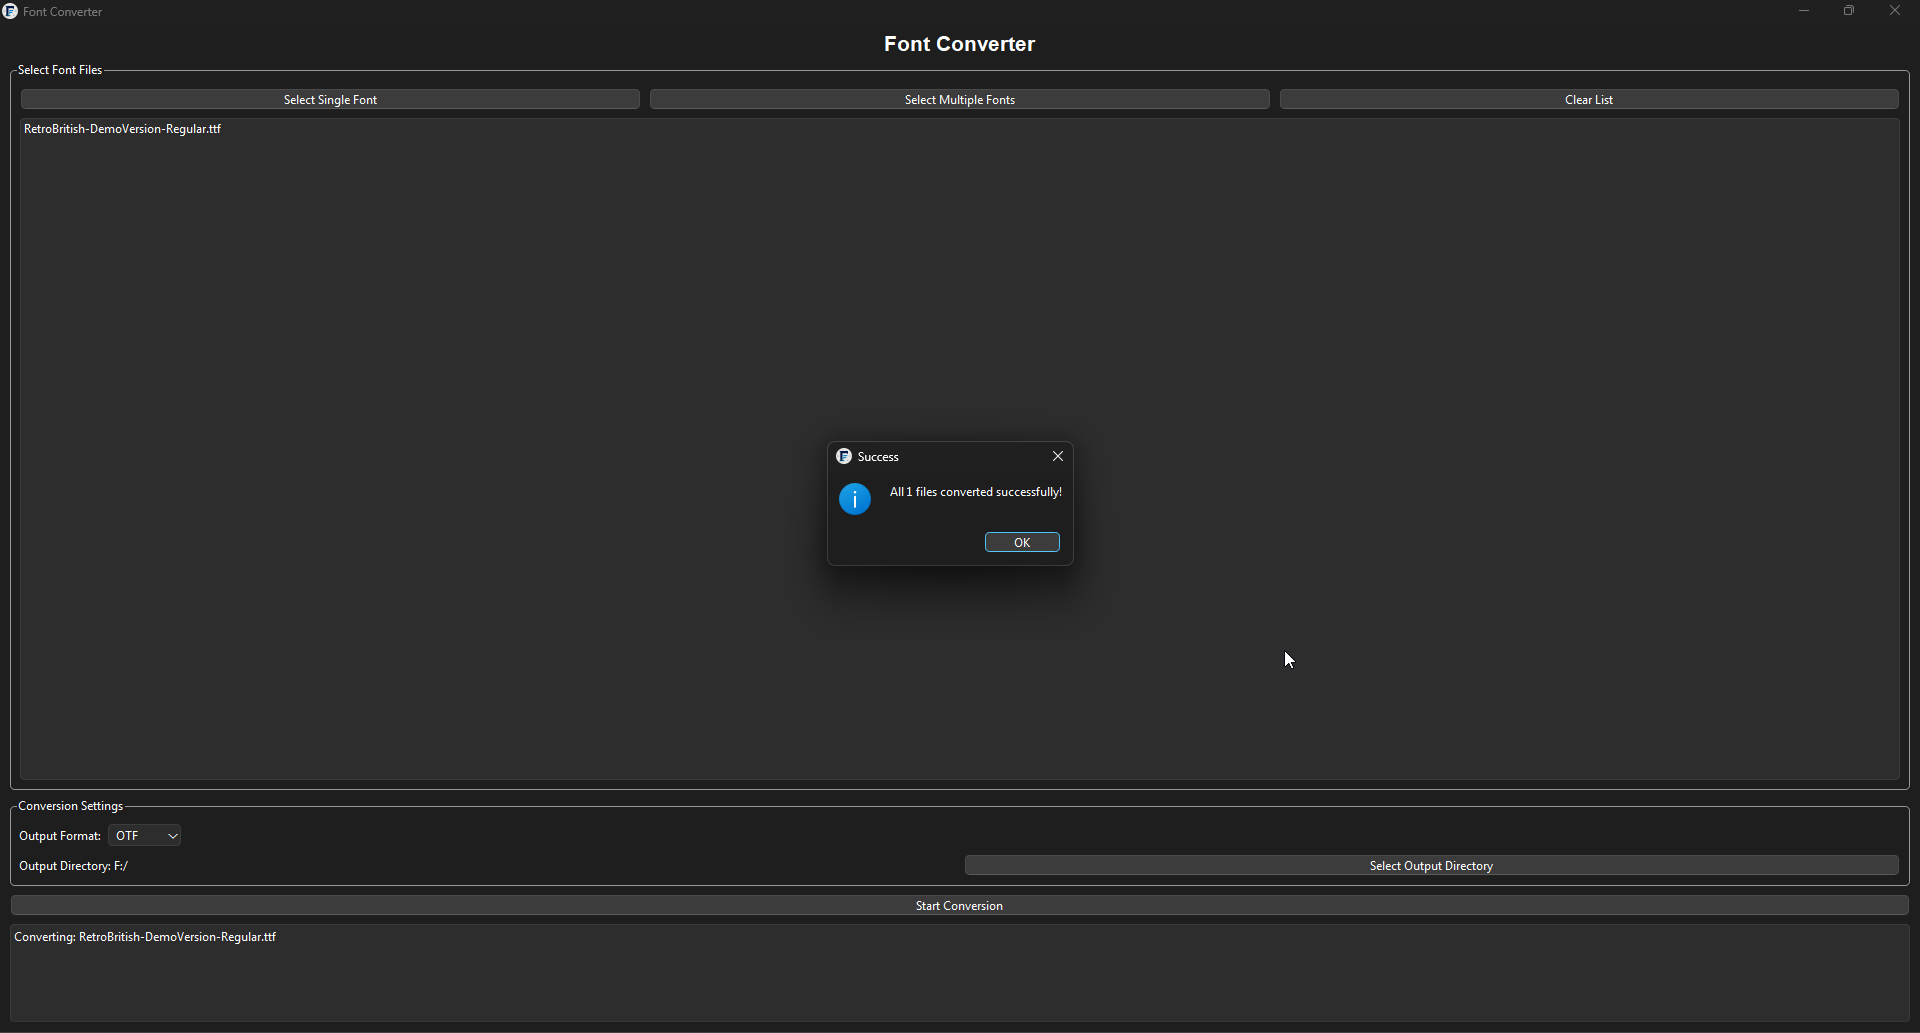 Font Converter
Font Converter
Select Font Files
Select Single Font
Select Multiple Fonts
Clear List
RetroBritish-DemoVersion-Regular.ttf
Success
All 1 files converted successfully!
OK
Conversion Settings
Output Format: OTF
Output Directory: F:/
Select Output Directory
Start Conversion
Converting: RetroBritish-DemoVersion-Regular.ttf